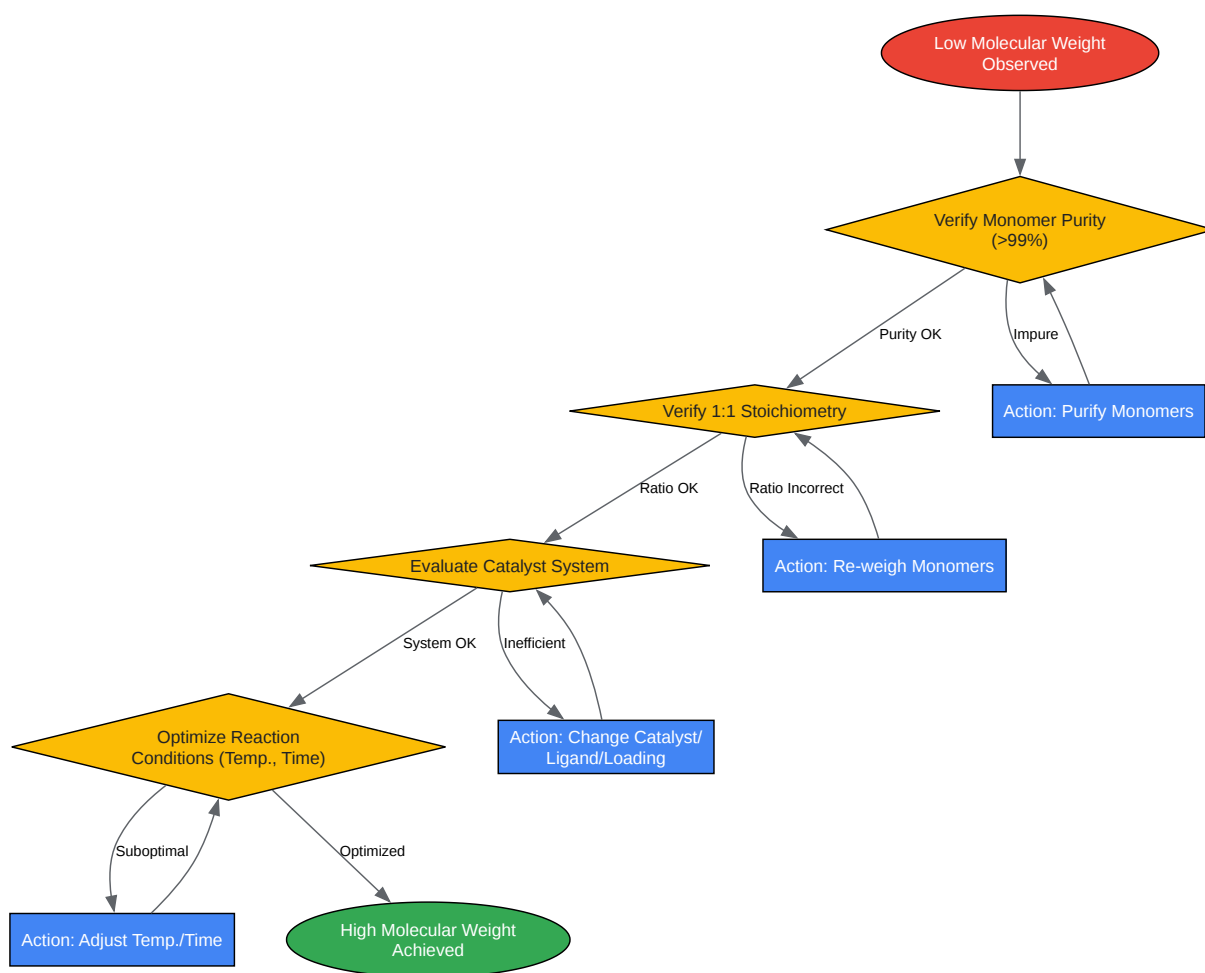 Low Molecular Weight
Observed
Verify Monomer Purity
(>99%)
Purity OK
Impure
Verify 1:1 Stoichiometry
Action: Purify Monomers
Ratio OK
Ratio Incorrect
Evaluate Catalyst System
Action: Re-weigh Monomers
System OK
Inefficient
Optimize Reaction
Conditions (Temp., Time)
Action: Change Catalyst/
Ligand/Loading
Suboptimal
Optimized
Action: Adjust Temp./Time
High Molecular Weight
Achieved